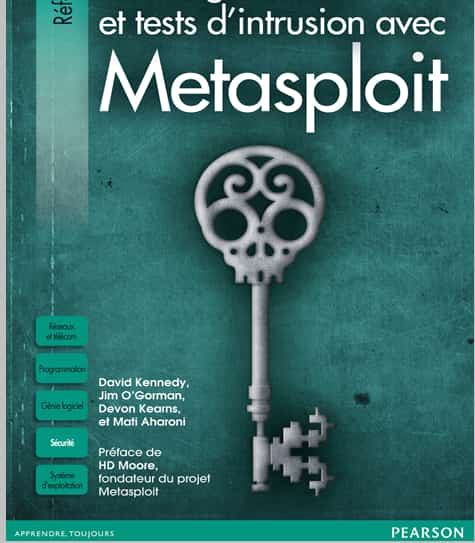 Réf
et tests d'intrusion avec
Metasploit
Réseaux
et télécom
Programmation
Génie logiciel
Sécurité
Système
d'exploitation
David Kennedy,
Jim O'Gorman,
Devon Kearns,
et Mati Aharoni
Préface de
HD Moore,
fondateur du projet
Metasploit
APPRENDRE, TOUJOURS
PEARSON